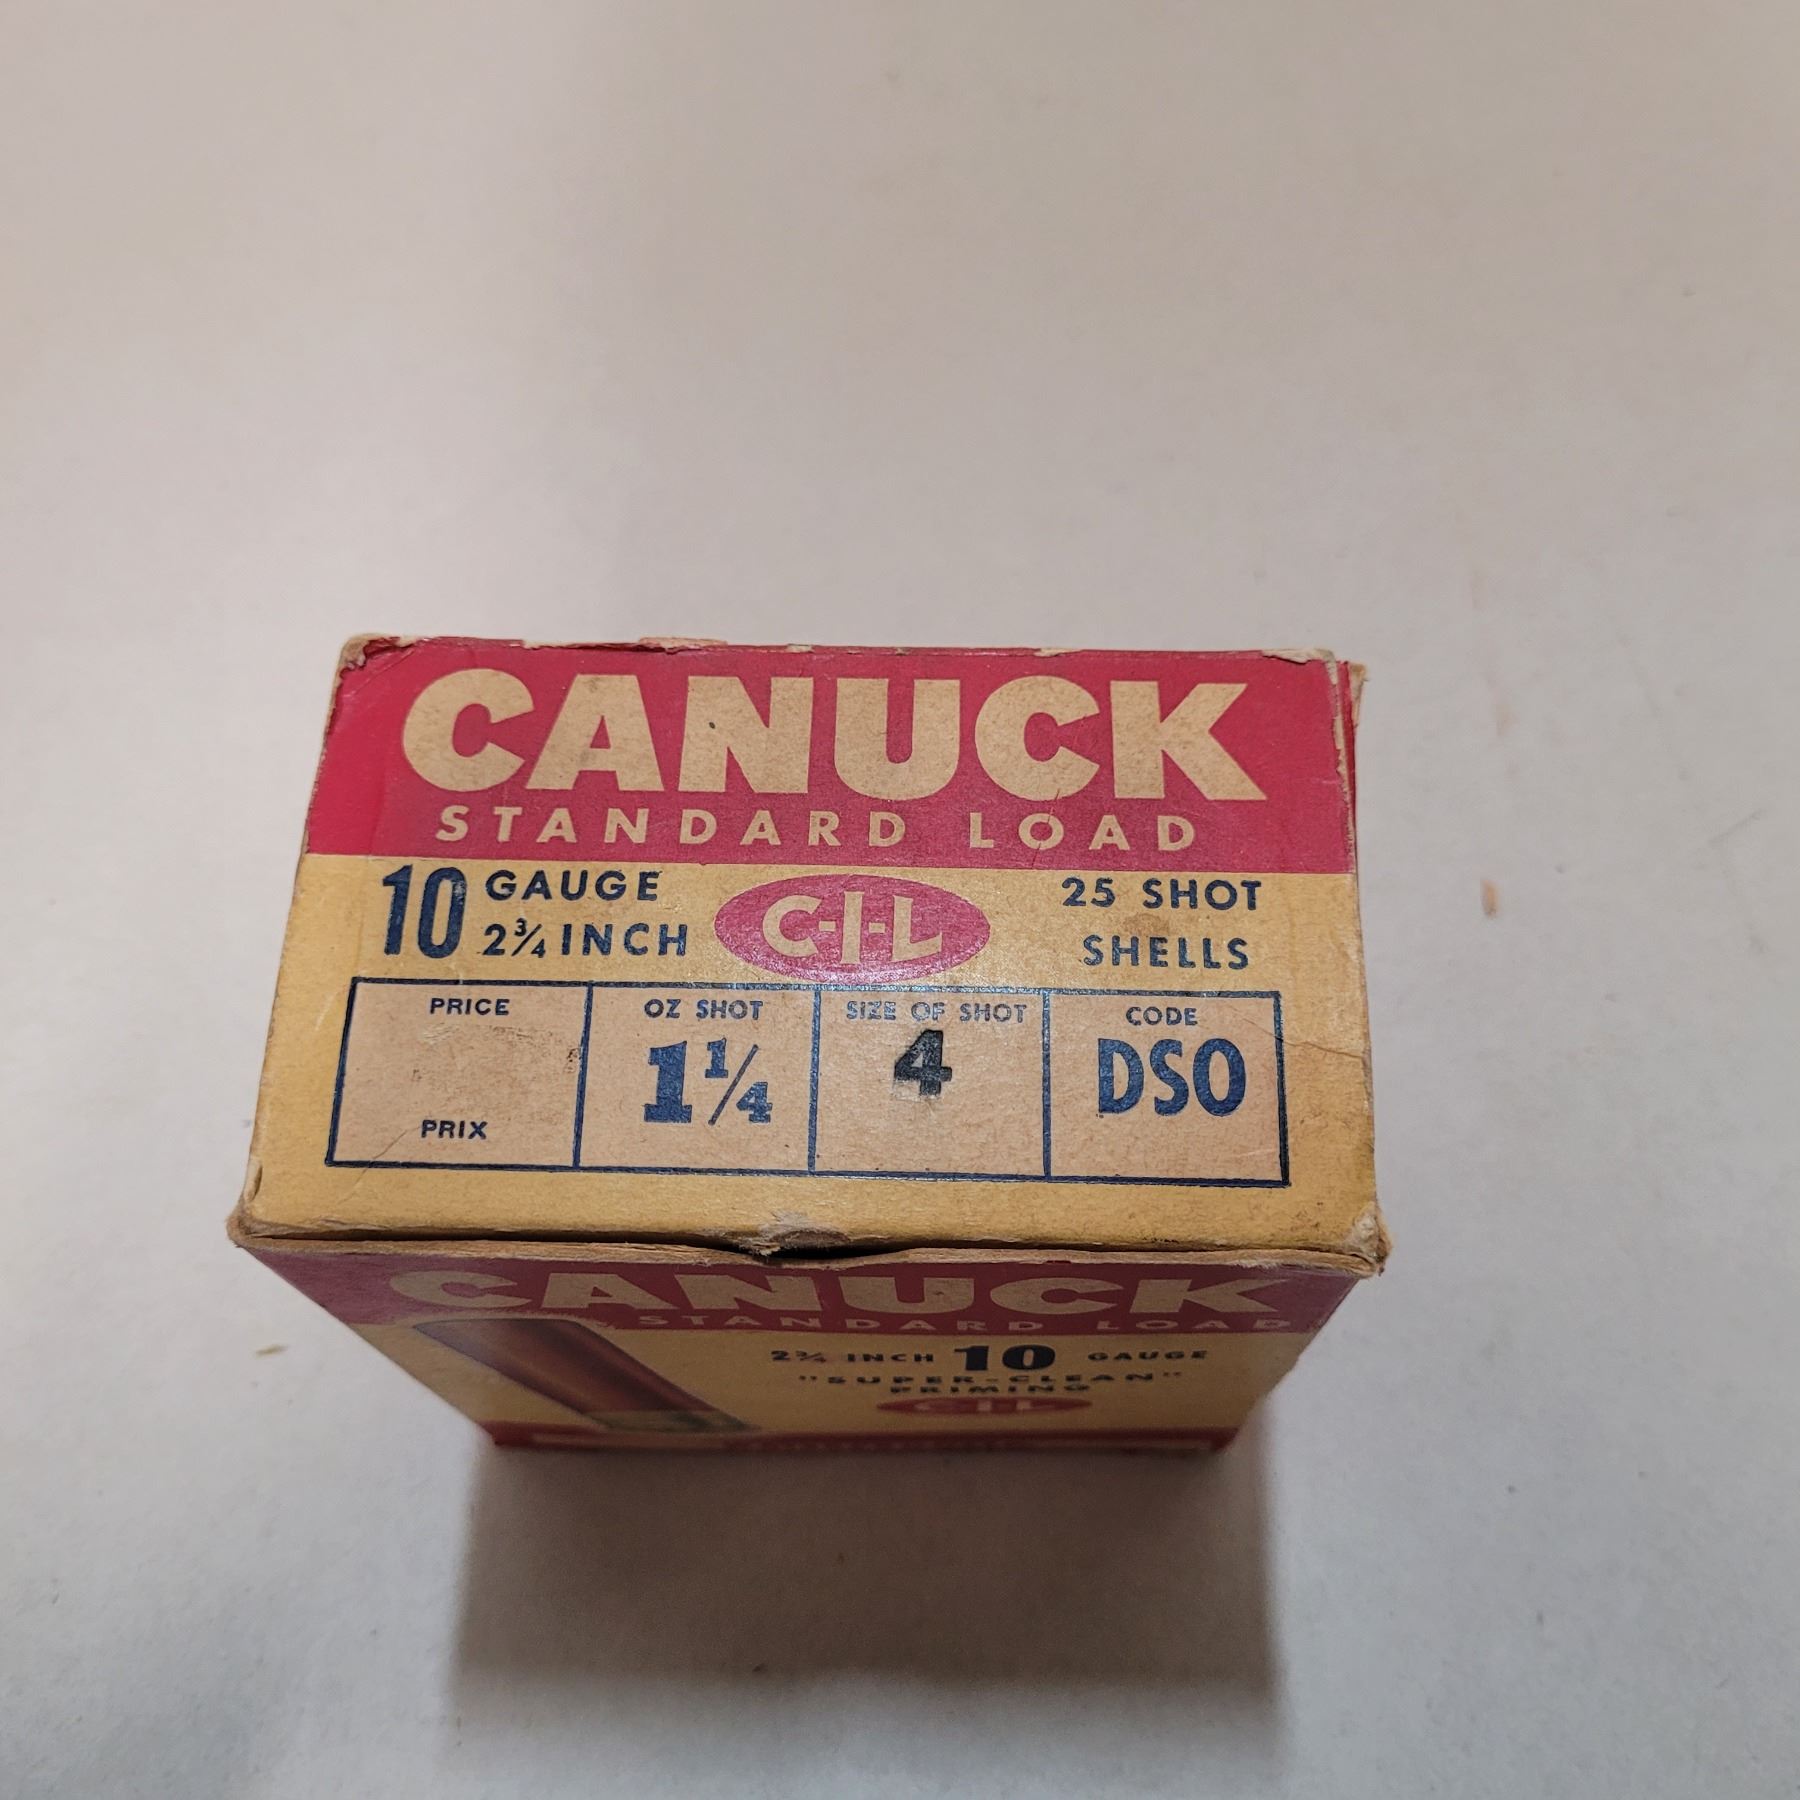 CANUCK
STANDARD LOAD
10 GAUGE
2¾ INCH
C-I-L
25 SHOT
SHELLS
PRICE
PRIX
OZ SHOT
1¼
SIZE OF SHOT
4
CODE
DSO
CANUCK
STANDARD LOAD
2¾ INCH 10 GAUGE
"SUPER-CLEAN"
PRIMING
C-I-L